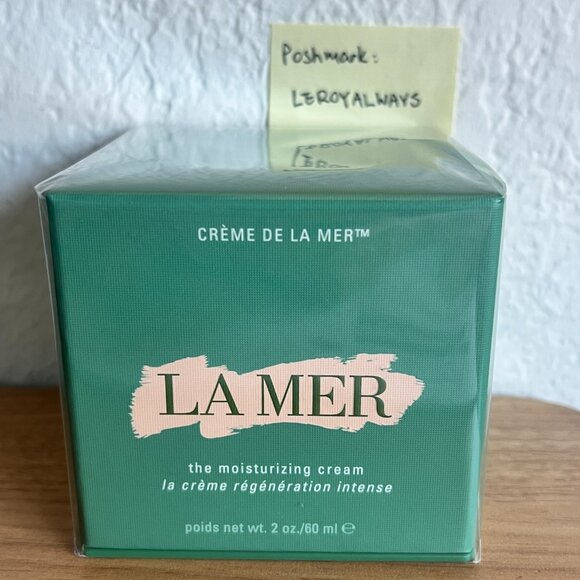 Poshmark:
LEROYALWAYS
CRÈME DE LA MER™
LA MER
the moisturizing cream
la crème régénération intense
poids net wt. 2 oz./60 ml ℮